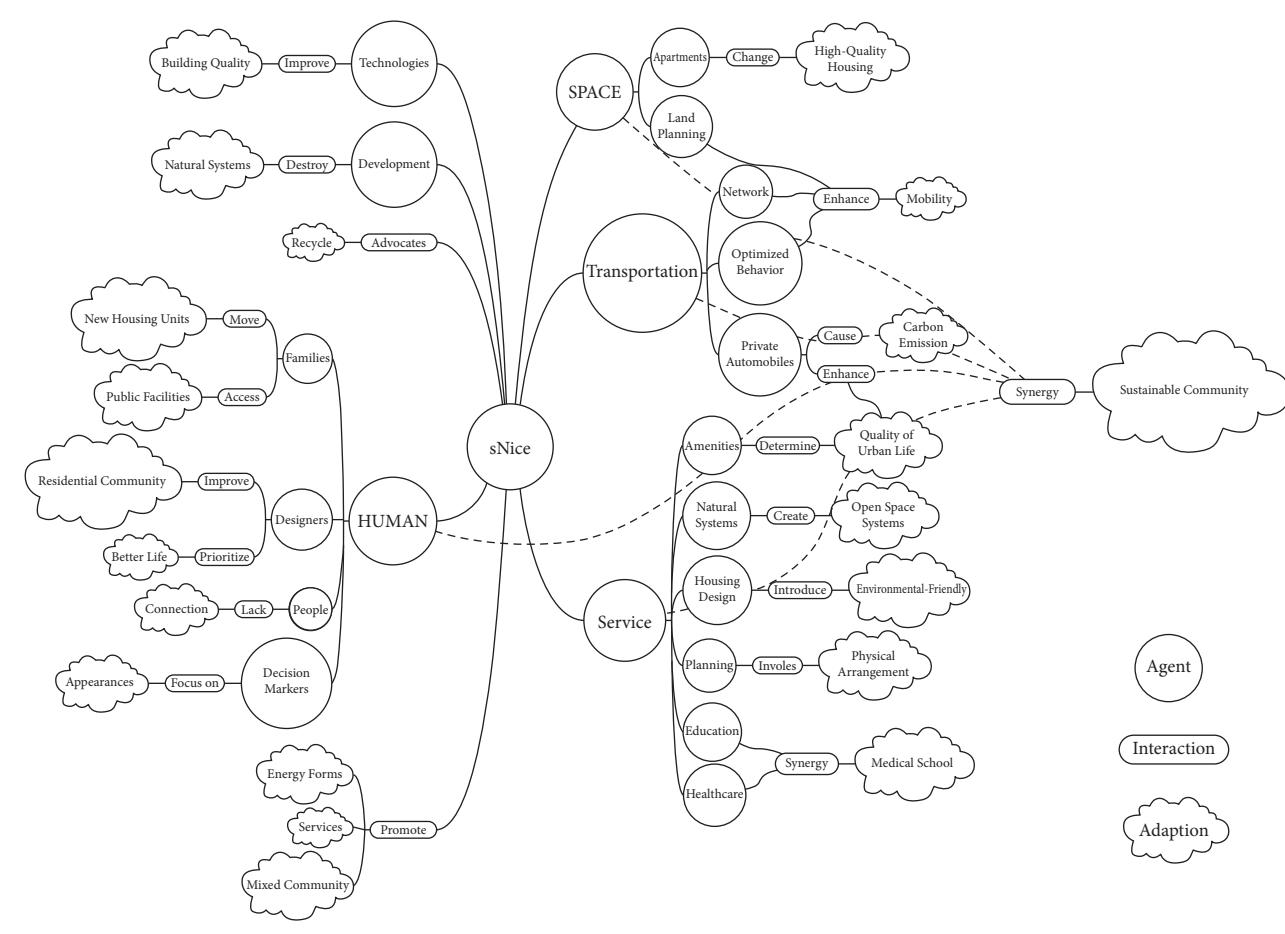 Building Quality
Improve
Technologies
Natural Systems
Destroy
Development
Recycle
Advocates
New Housing Units
Move
Public Facilities
Access
Families
Residential Community
Improve
Better Life
Prioritize
Designers
Connection
Lack
People
Appearances
Focus on
Decision
Markers
HUMAN
Energy Forms
Services
Mixed Community
Promote
sNice
SPACE
Apartments
Change
High-Quality
Housing
Land
Planning
Transportation
Network
Enhance
Mobility
Optimized
Behavior
Private
Automobiles
Cause
Carbon
Emission
Enhance
Synergy
Sustainable Community
Service
Amenities
Determine
Quality of
Urban Life
Natural
Systems
Create
Open Space
Systems
Housing
Design
Introduce
Environmental-Friendly
Planning
Involes
Physical
Arrangement
Education
Healthcare
Synergy
Medical School
Agent
Interaction
Adaption